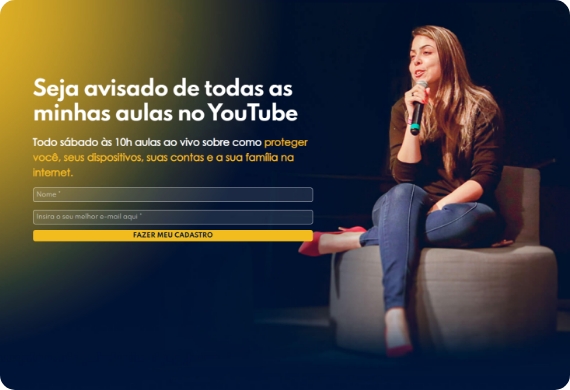 Seja avisado de todas as
minhas aulas no YouTube
Todo sábado às 10h aulas ao vivo sobre como proteger
você, seus dispositivos, suas contas e a sua família na
internet.
Nome *
Insira o seu melhor e-mail aqui *
FAZER MEU CADASTRO